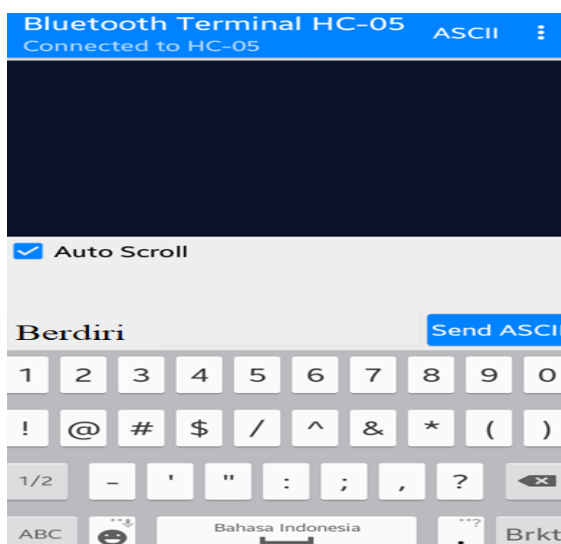 Bluetooth Terminal HC-05
ASCII
Connected to HC-05
Auto Scroll
Berdiri
Send ASCII
1 2 3 4 5 6 7 8 9 0
! @ # $ / ^ & * ( )
1/2 - ' " : ; , ?
ABC Bahasa Indonesia . ? Brkt